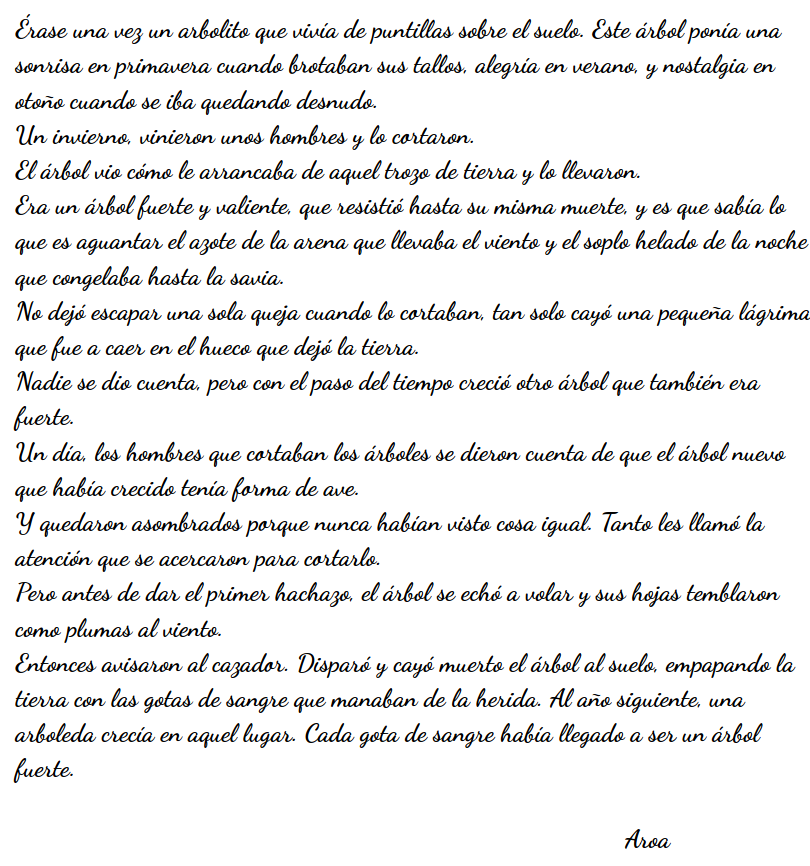 Érase una vez un arbolito que vivía de puntillas sobre el suelo. Este árbol ponía una
sonrisa en primavera cuando brotaban sus tallos, alegría en verano, y nostalgia en
otoño cuando se iba quedando desnudo.
Un invierno, vinieron unos hombres y lo cortaron.
El árbol vio cómo le arrancaba de aquel trozo de tierra y lo llevaron.
Era un árbol fuerte y valiente, que resistió hasta su misma muerte, y es que sabía lo
que es aguantar el azote de la arena que llevaba el viento y el soplo helado de la noche
que congelaba hasta la savia.
No dejó escapar una sola queja cuando lo cortaban, tan solo cayó una pequeña lágrima
que fue a caer en el hueco que dejó la tierra.
Nadie se dio cuenta, pero con el paso del tiempo creció otro árbol que también era
fuerte.
Un día, los hombres que cortaban los árboles se dieron cuenta de que el árbol nuevo
que había crecido tenía forma de ave.
Y quedaron asombrados porque nunca habían visto cosa igual. Tanto les llamó la
atención que se acercaron para cortarlo.
Pero antes de dar el primer hachazo, el árbol se echó a volar y sus hojas temblaron
como plumas al viento.
Entonces avisaron al cazador. Disparó y cayó muerto el árbol al suelo, empapando la
tierra con las gotas de sangre que manaban de la herida. Al año siguiente, una
arboleda crecía en aquel lugar. Cada gota de sangre había llegado a ser un árbol
fuerte.
Aroa